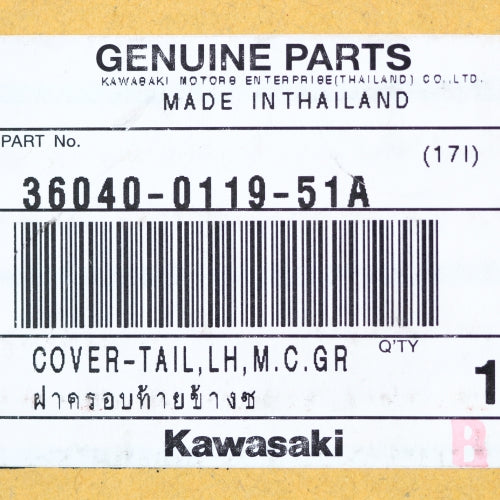 GENUINE PARTS
KAWASAKI MOTORS ENTERPRISE(THAILAND) CO.,LTD.
MADE INTHAILAND
PART No.
(17I)
36040-0119-51A
COVER-TAIL,LH,M.C.GR
Q'TY
1
ฝาครอบท้ายข้างซ
Kawasaki
R